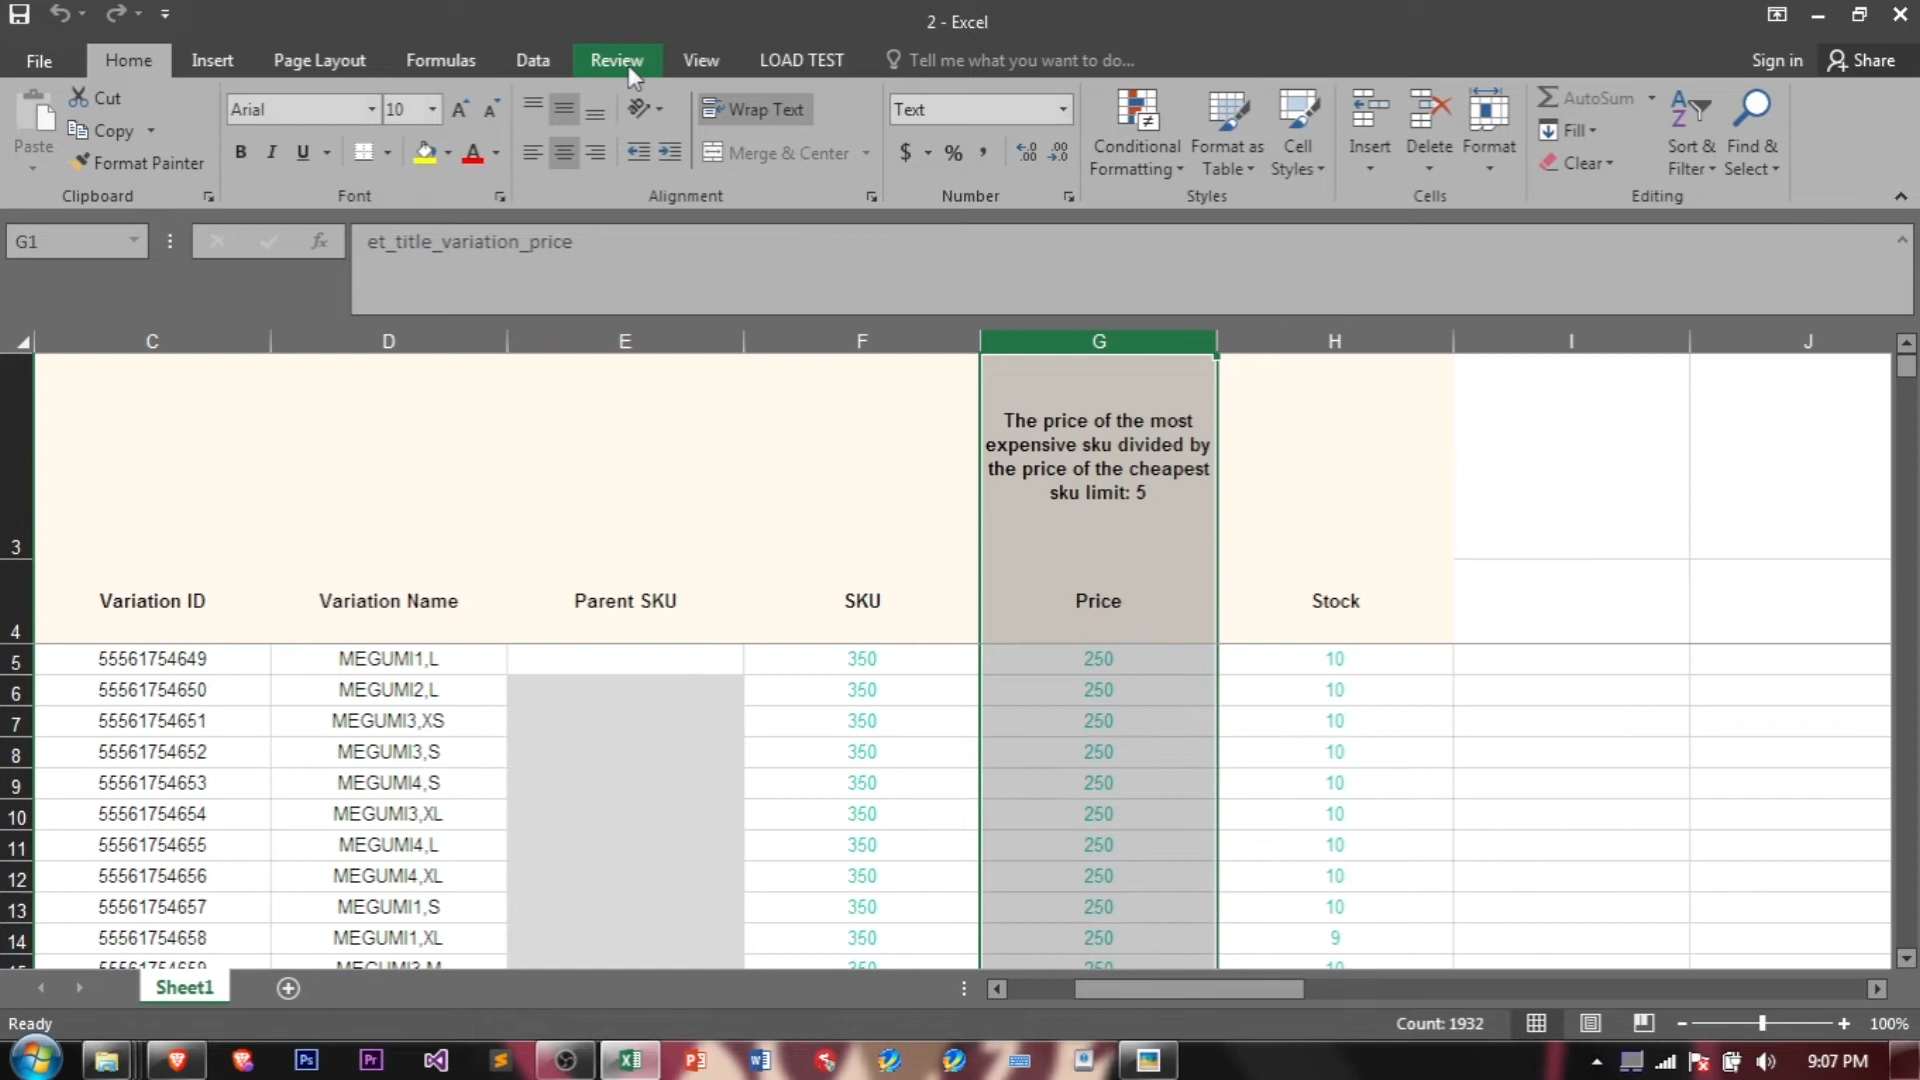 2 - Excel
File Home Insert Page Layout Formulas Data Review View LOAD TEST Tell me what you want to do... Sign in Share
Cut
Copy
Format Painter
Paste
Clipboard
Arial 10
B I U
Font
Wrap Text
Merge & Center
Alignment
Text
$ %
Number
Conditional Formatting
Format as Table
Cell Styles
Styles
Insert Delete Format
Cells
AutoSum
Fill
Clear
Sort & Filter
Find & Select
Editing
G1 fx et_title_variation_price
C D E F G H I J
The price of the most
expensive sku divided by
the price of the cheapest
sku limit: 5
3
4 Variation ID Variation Name Parent SKU SKU Price Stock
5 55561754649 MEGUMI1,L 350 250 10
6 55561754650 MEGUMI2,L 350 250 10
7 55561754651 MEGUMI3,XS 350 250 10
8 55561754652 MEGUMI3,S 350 250 10
9 55561754653 MEGUMI4,S 350 250 10
10 55561754654 MEGUMI3,XL 350 250 10
11 55561754655 MEGUMI4,L 350 250 10
12 55561754656 MEGUMI4,XL 350 250 10
13 55561754657 MEGUMI1,S 350 250 10
14 55561754658 MEGUMI1,XL 350 250 9
Sheet1
Ready Count: 1932 100%
Ps Pr 9:07 PM